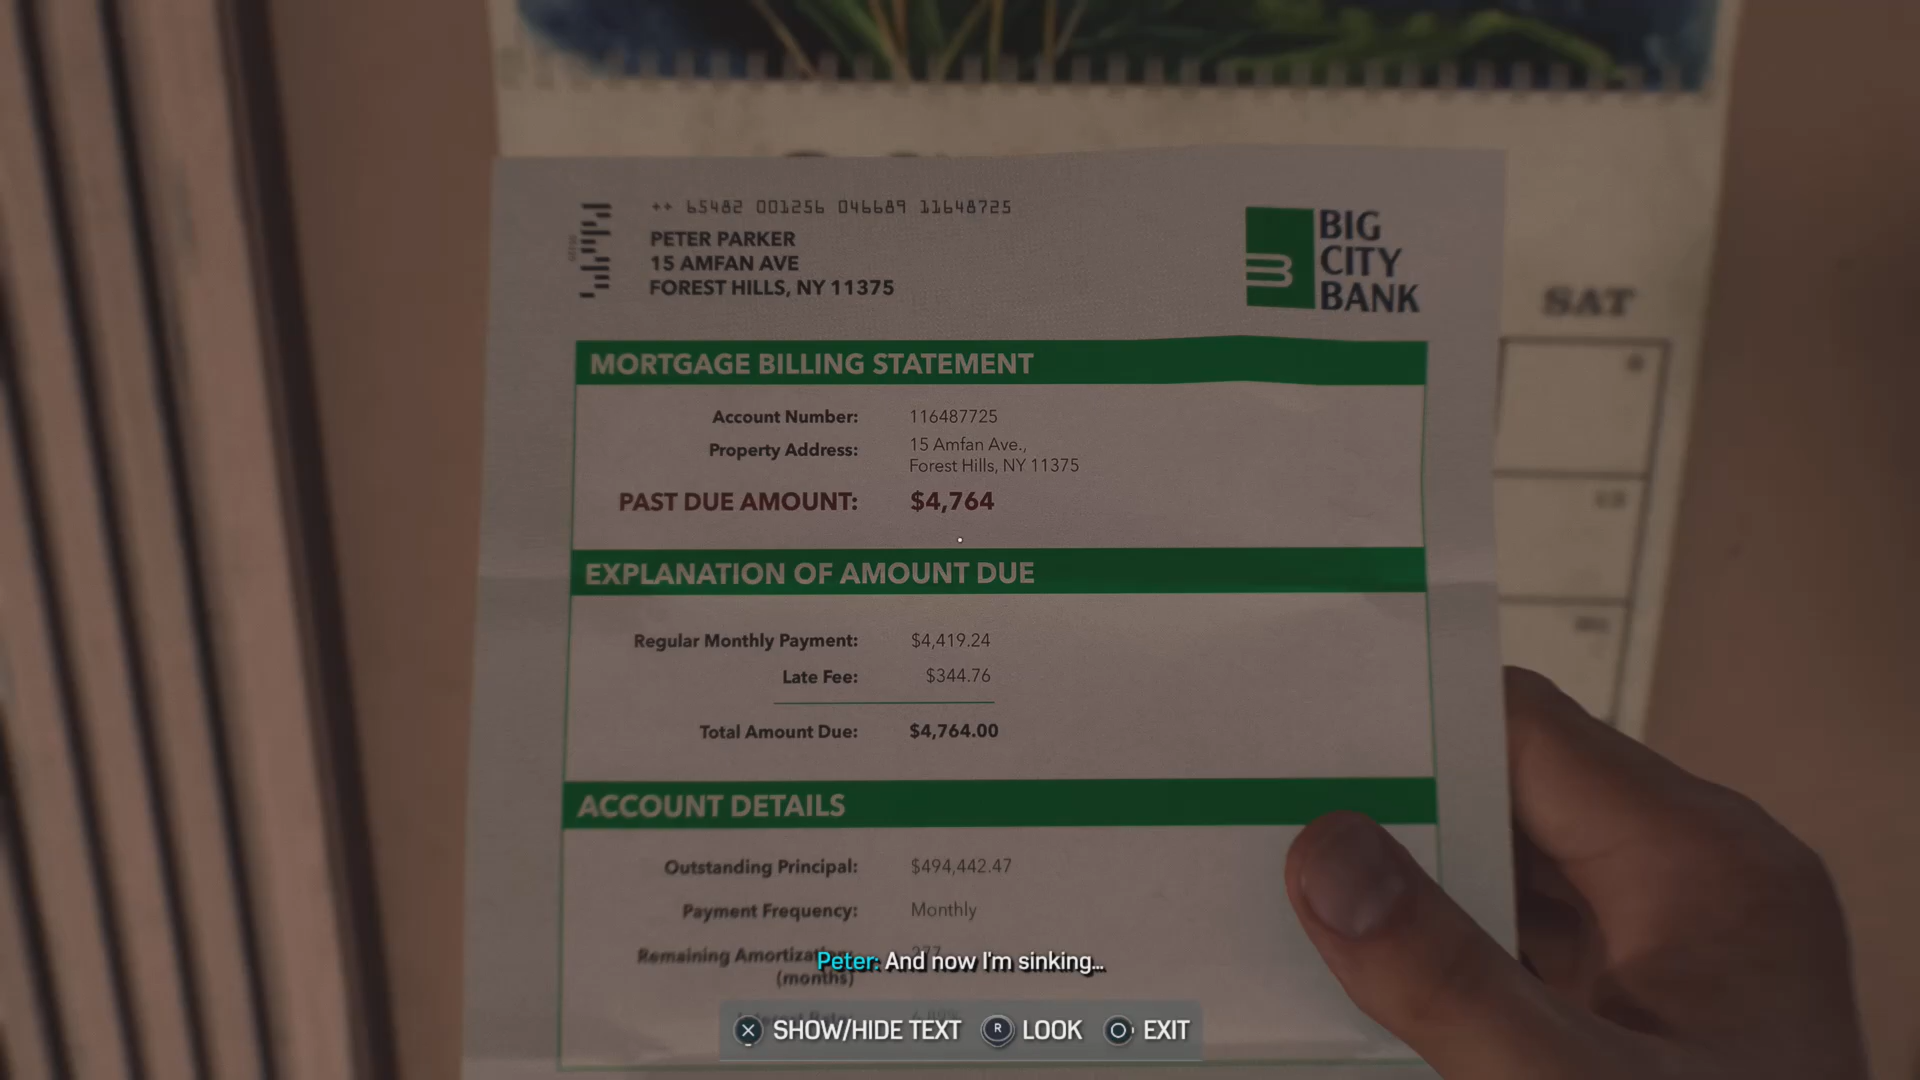 ++ 65482 001256 046689 11648725
PETER PARKER
15 AMFAN AVE
FOREST HILLS, NY 11375
BIG
CITY
BANK
SAT
MORTGAGE BILLING STATEMENT
Account Number: 116487725
Property Address: 15 Amfan Ave.,
Forest Hills, NY 11375
PAST DUE AMOUNT: $4,764
EXPLANATION OF AMOUNT DUE
Regular Monthly Payment: $4,419.24
Late Fee: $344.76
Total Amount Due: $4,764.00
ACCOUNT DETAILS
Outstanding Principal: $494,442.47
Payment Frequency: Monthly
Remaining
(months)
Peter: And now I'm sinking...
SHOW/HIDE TEXT R LOOK EXIT